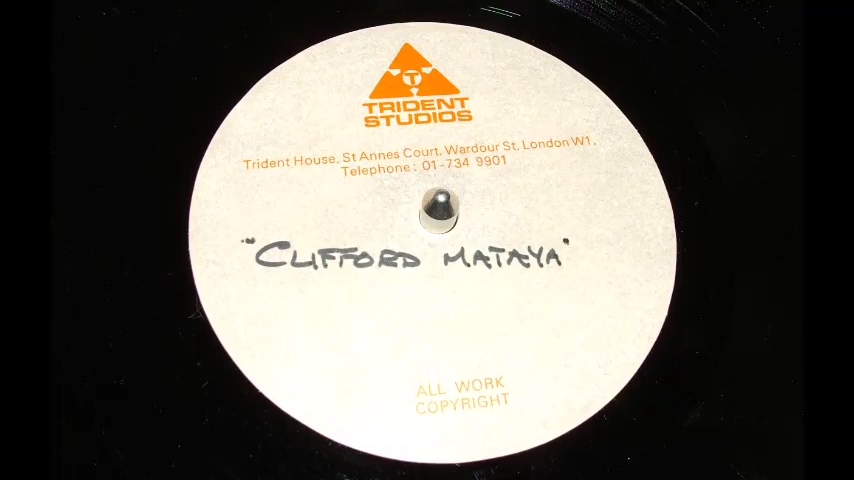 T
TRIDENT
STUDIOS
Trident House, St Annes Court, Wardour St, London W1.
Telephone: 01-734 9901
"CLIFFORD MATAYA"
ALL WORK
COPYRIGHT